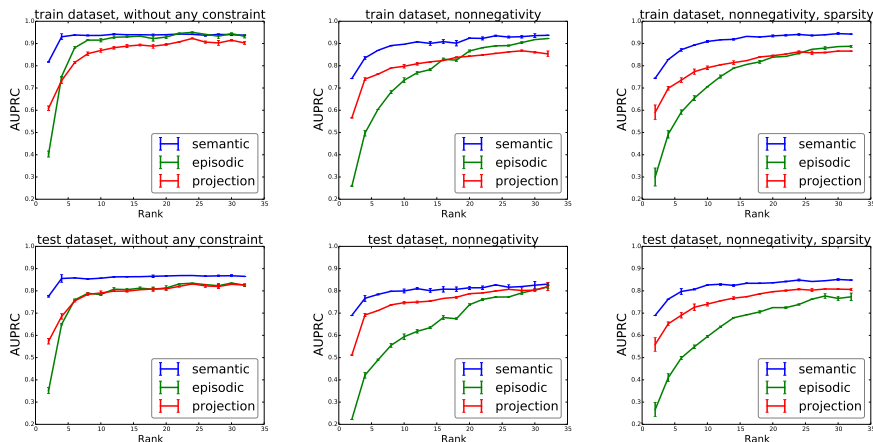 train dataset, without any constraint
AUPRC
1.0
0.9
0.8
0.7
0.6
0.5
0.4
0.3
0.2
0 5 10 15 20 25 30 35
Rank
semantic
episodic
projection
train dataset, nonnegativity
AUPRC
1.0
0.9
0.8
0.7
0.6
0.5
0.4
0.3
0.2
0 5 10 15 20 25 30 35
Rank
semantic
episodic
projection
train dataset, nonnegativity, sparsity
AUPRC
1.0
0.9
0.8
0.7
0.6
0.5
0.4
0.3
0.2
0 5 10 15 20 25 30 35
Rank
semantic
episodic
projection
test dataset, without any constraint
AUPRC
1.0
0.9
0.8
0.7
0.6
0.5
0.4
0.3
0.2
0 5 10 15 20 25 30 35
Rank
semantic
episodic
projection
test dataset, nonnegativity
AUPRC
1.0
0.9
0.8
0.7
0.6
0.5
0.4
0.3
0.2
0 5 10 15 20 25 30 35
Rank
semantic
episodic
projection
test dataset, nonnegativity, sparsity
AUPRC
1.0
0.9
0.8
0.7
0.6
0.5
0.4
0.3
0.2
0 5 10 15 20 25 30 35
Rank
semantic
episodic
projection